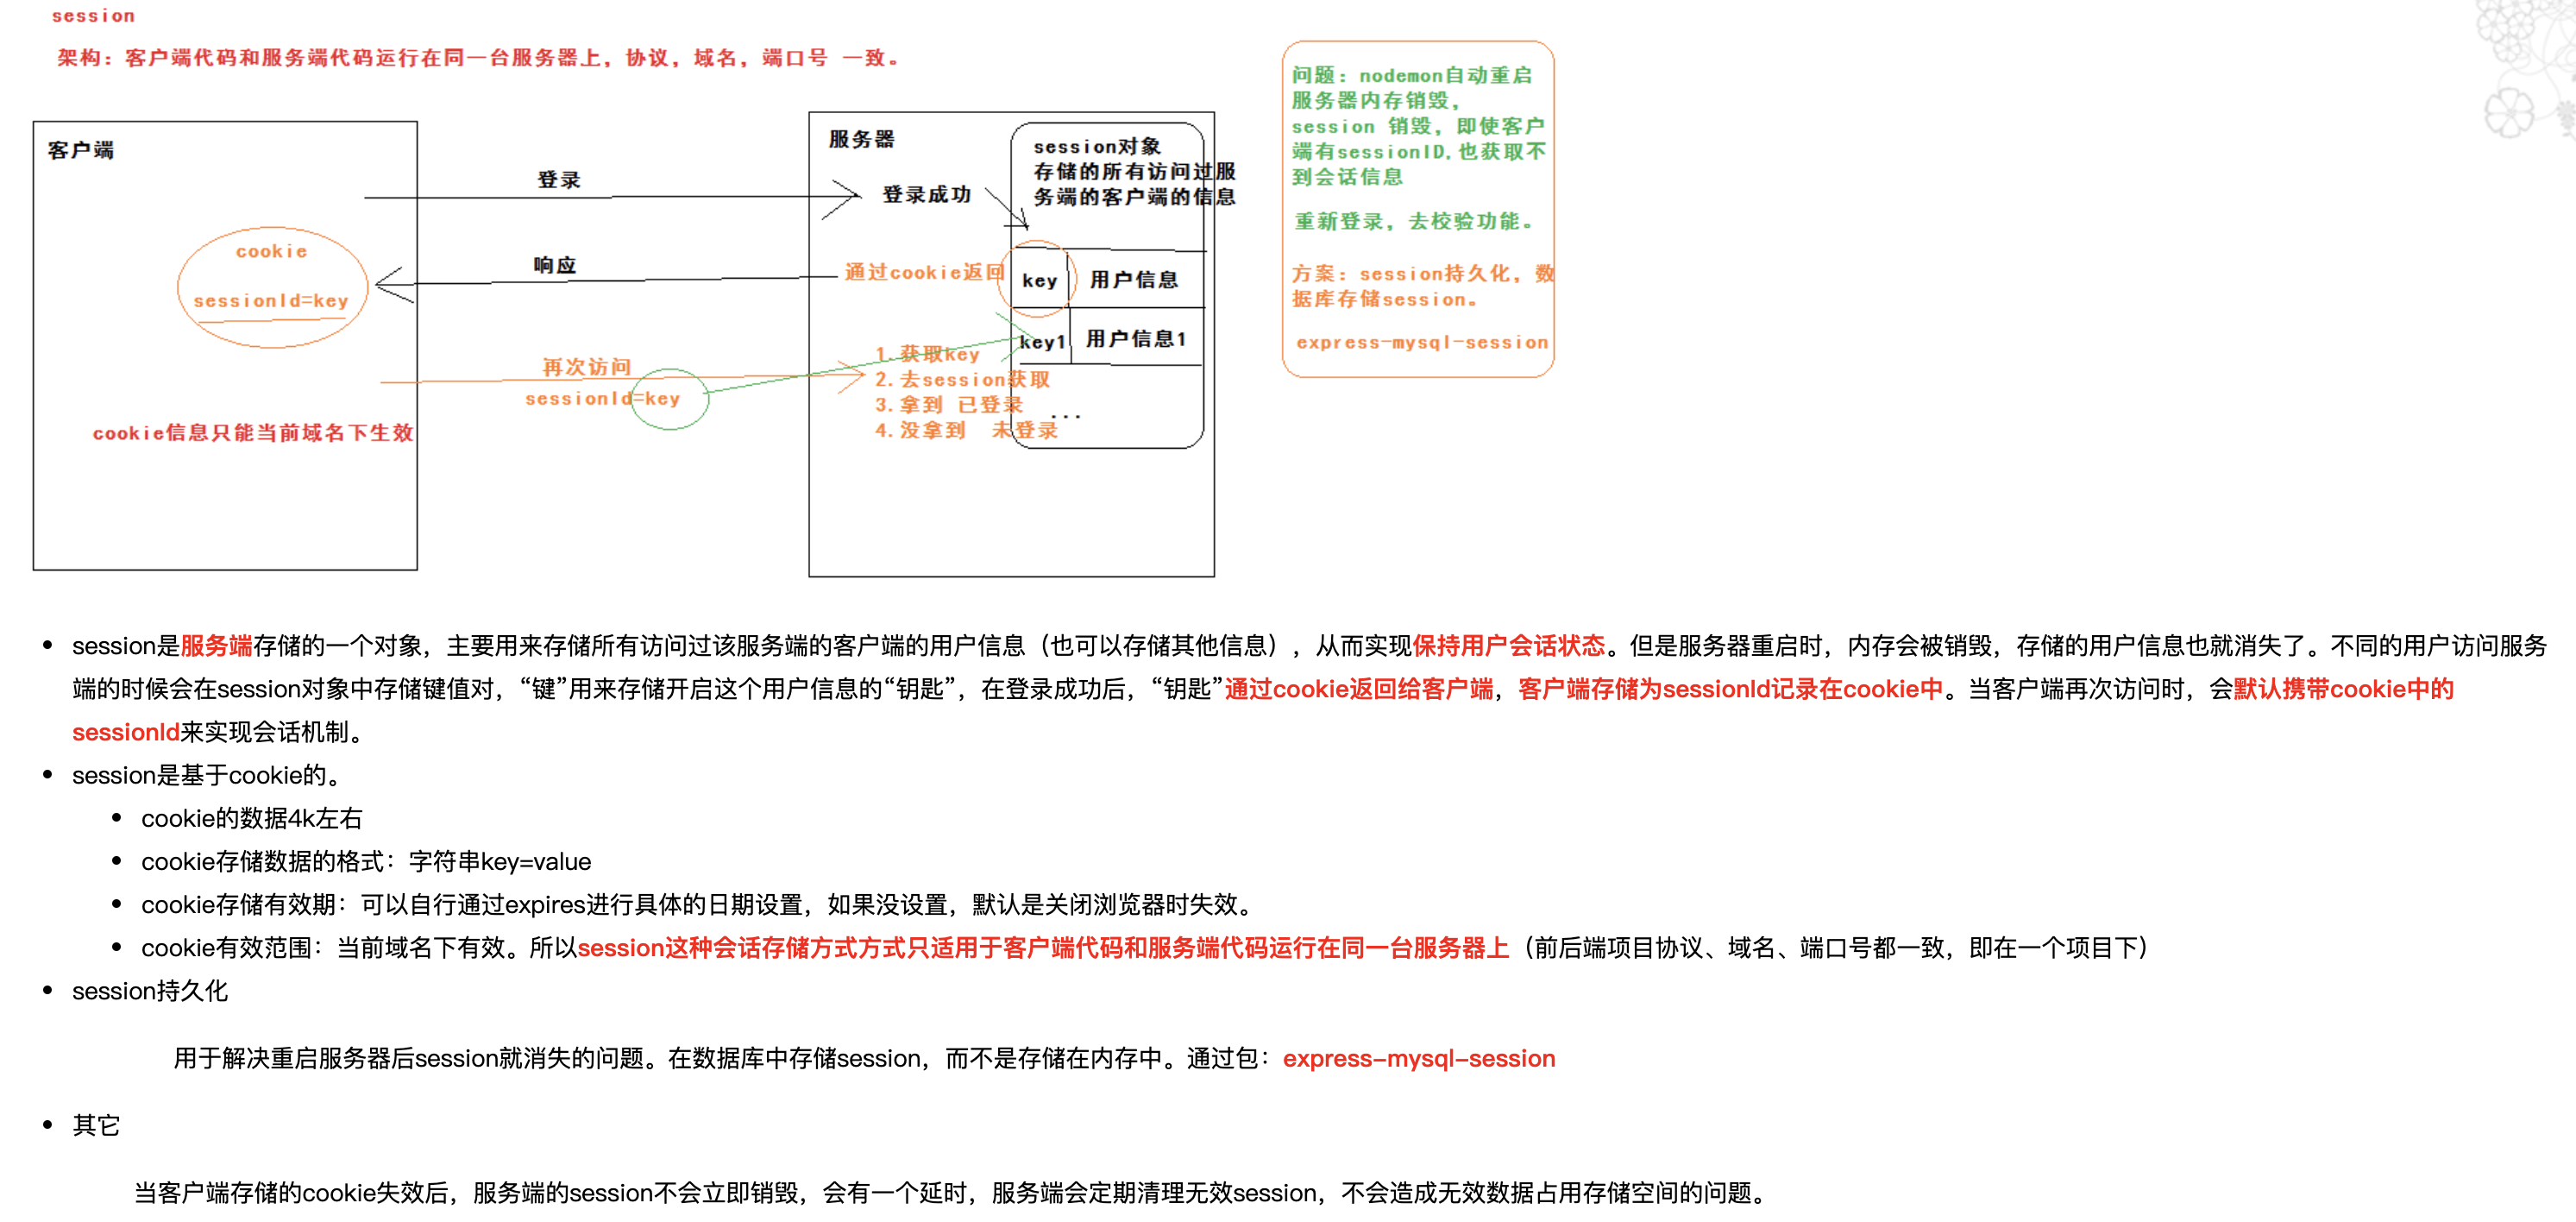 session
架构：客户端代码和服务端代码运行在同一台服务器上，协议，域名，端口号 一致。
客户端
cookie
sessionId=key
cookie信息只能当前域名下生效
登录
响应
再次访问
sessionId=key
服务器
登录成功
session对象
存储的所有访问过服
务端的客户端的信息
通过cookie返回
key
用户信息
key1
用户信息1
...
1.获取key
2.去session获取
3.拿到 已登录
4.没拿到 未登录
问题：nodemon自动重启
服务器内存销毁，
session 销毁，即使客户
端有sessionID.也获取不
到会话信息
重新登录，去校验功能。
方案：session持久化，数
据库存储session。
express-mysql-session
• session是服务端存储的一个对象，主要用来存储所有访问过该服务端的客户端的用户信息（也可以存储其他信息），从而实现保持用户会话状态。但是服务器重启时，内存会被销毁，存储的用户信息也就消失了。不同的用户访问服务
端的时候会在session对象中存储键值对，“键”用来存储开启这个用户信息的“钥匙”，在登录成功后，“钥匙”通过cookie返回给客户端，客户端存储为sessionId记录在cookie中。当客户端再次访问时，会默认携带cookie中的
sessionId来实现会话机制。
• session是基于cookie的。
• cookie的数据4k左右
• cookie存储数据的格式：字符串key=value
• cookie存储有效期：可以自行通过expires进行具体的日期设置，如果没设置，默认是关闭浏览器时失效。
• cookie有效范围：当前域名下有效。所以session这种会话存储方式方式只适用于客户端代码和服务端代码运行在同一台服务器上（前后端项目协议、域名、端口号都一致，即在一个项目下）
• session持久化
用于解决重启服务器后session就消失的问题。在数据库中存储session，而不是存储在内存中。通过包：express-mysql-session
• 其它
当客户端存储的cookie失效后，服务端的session不会立即销毁，会有一个延时，服务端会定期清理无效session，不会造成无效数据占用存储空间的问题。